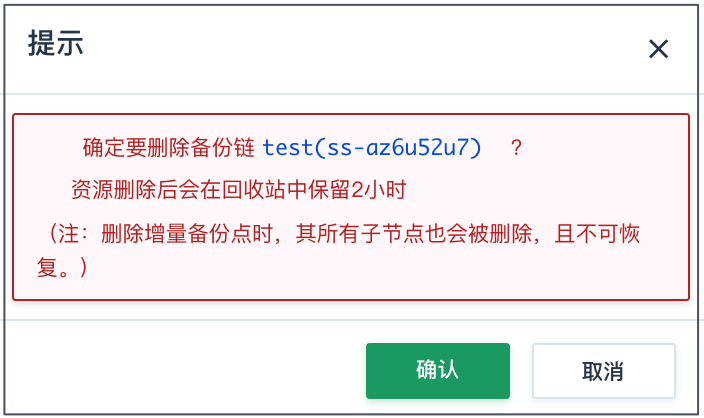 提示
确定要删除备份链 test(ss-az6u52u7) ？
资源删除后会在回收站中保留2小时
（注：删除增量备份点时，其所有子节点也会被删除，且不可恢
复。）
确认
取消